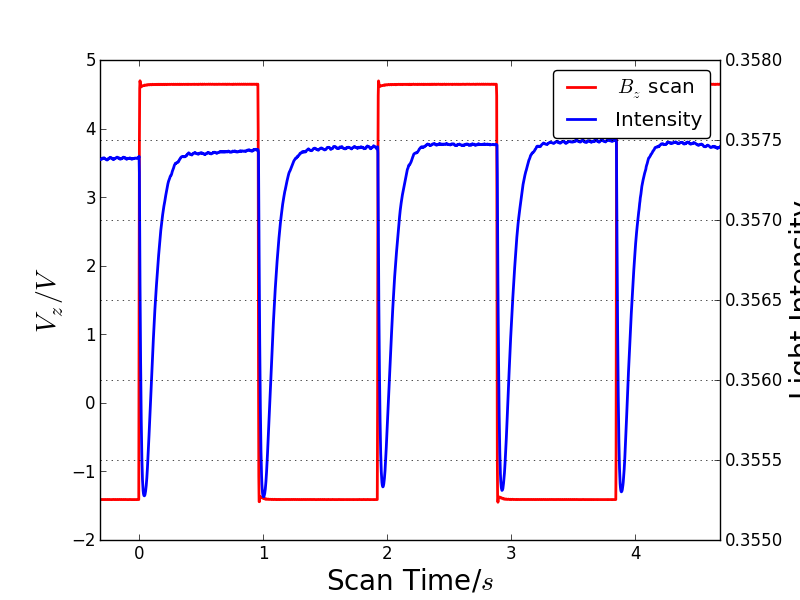 5
4
3
2
1
0
−1
−2
V_z/V
0.3580
0.3575
0.3570
0.3565
0.3560
0.3555
0.3550
Light Intensity
B_z scan
Intensity
0 1 2 3 4
Scan Time/s